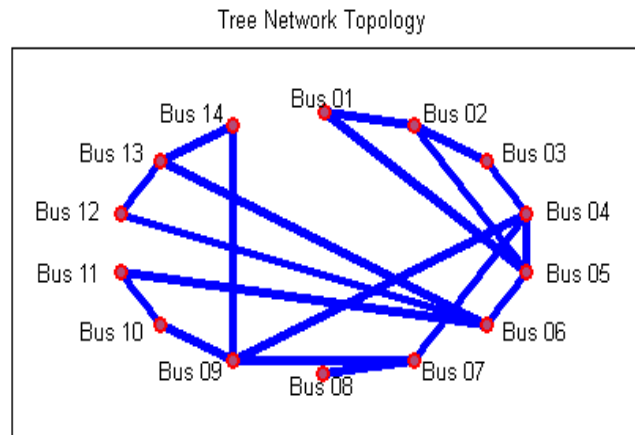 Tree Network Topology
Bus 01
Bus 14
Bus 02
Bus 13
Bus 03
Bus 12
Bus 04
Bus 11
Bus 05
Bus 10
Bus 06
Bus 09
Bus 07
Bus 08